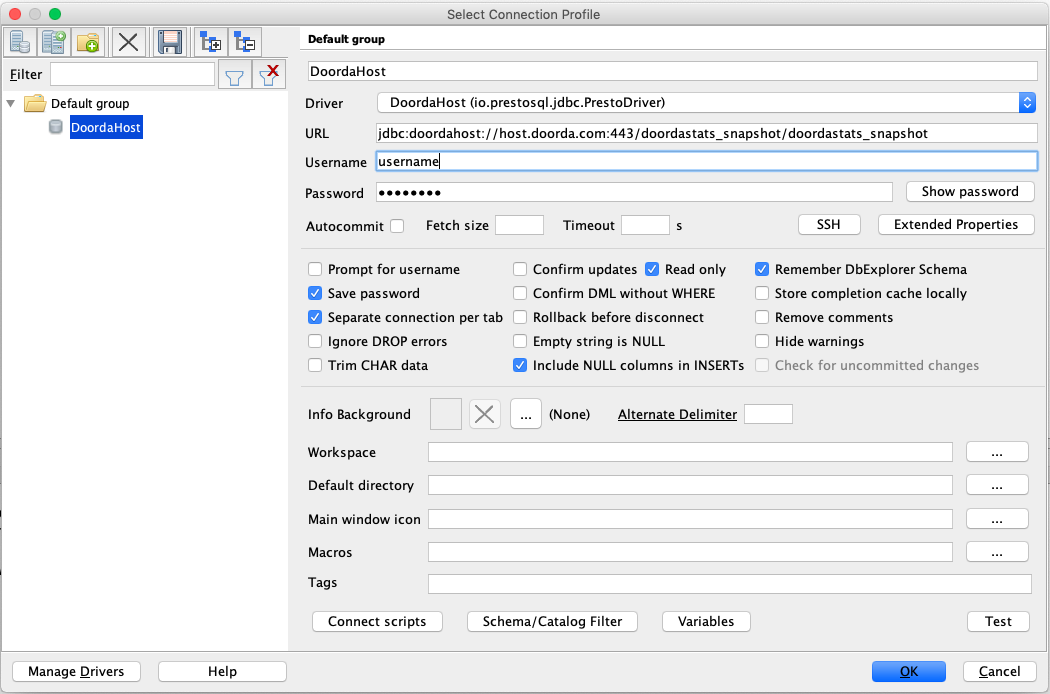 Select Connection Profile
Filter
Default group
DoordaHost
Default group
DoordaHost
Driver DoordaHost (io.prestosql.jdbc.PrestoDriver)
URL jdbc:doordahost://host.doorda.com:443/doordastats_snapshot/doordastats_snapshot
Username username
Password •••••••• Show password
Autocommit Fetch size Timeout s SSH Extended Properties
Prompt for username Confirm updates Read only Remember DbExplorer Schema
Save password Confirm DML without WHERE Store completion cache locally
Separate connection per tab Rollback before disconnect Remove comments
Ignore DROP errors Empty string is NULL Hide warnings
Trim CHAR data Include NULL columns in INSERTs Check for uncommitted changes
Info Background ... (None) Alternate Delimiter
Workspace ...
Default directory ...
Main window icon ...
Macros ...
Tags
Connect scripts Schema/Catalog Filter Variables Test
Manage Drivers Help OK Cancel